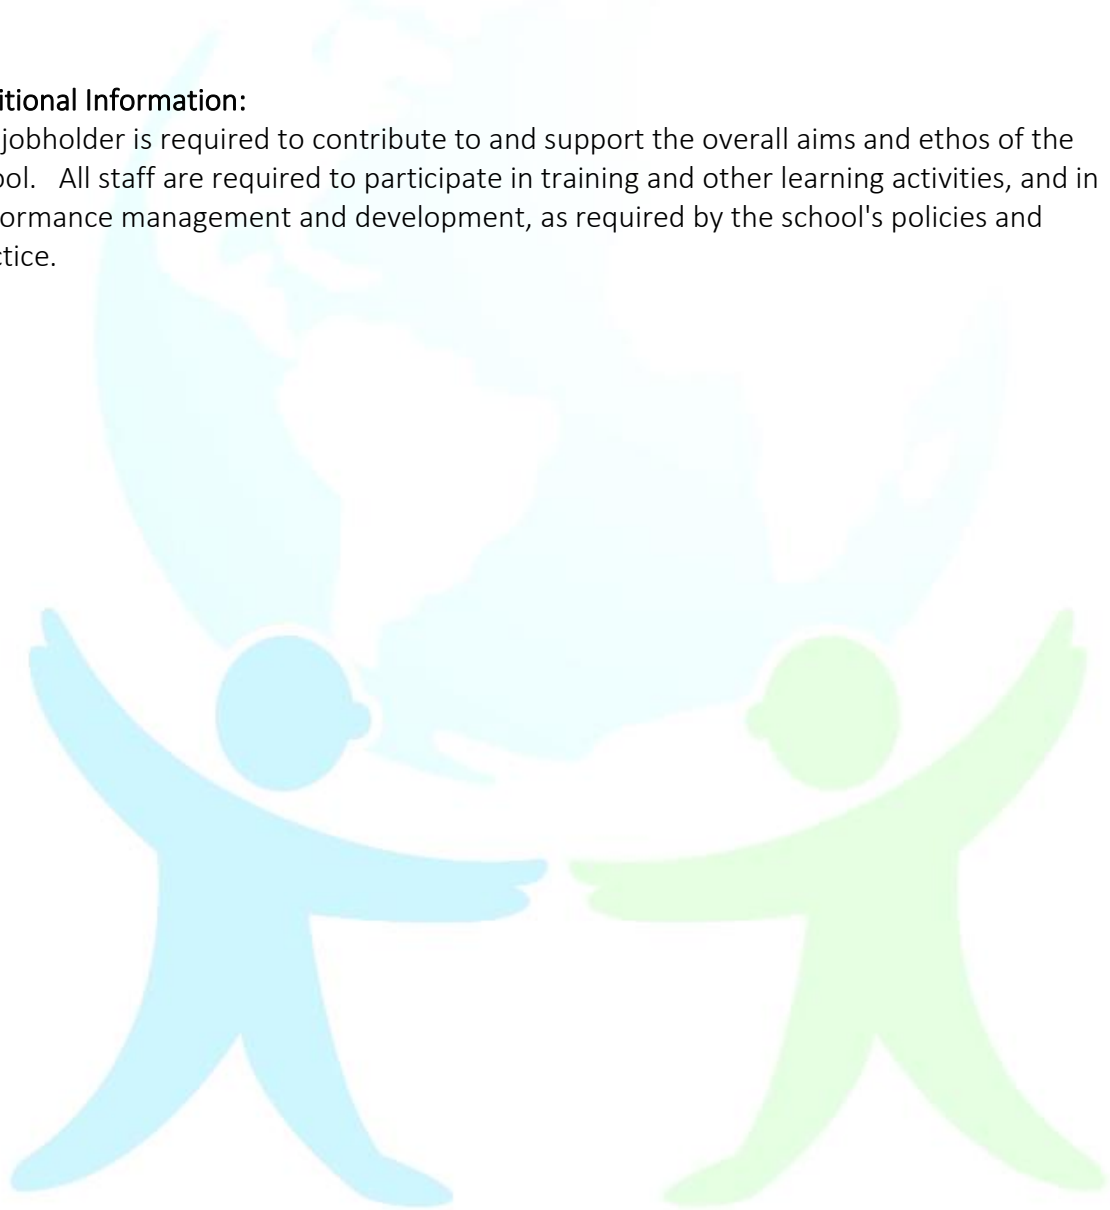 itional Information:
jobholder is required to contribute to and support the overall aims and ethos of the
ool.   All staff are required to participate in training and other learning activities, and in
ormance management and development, as required by the school's policies and
ctice.